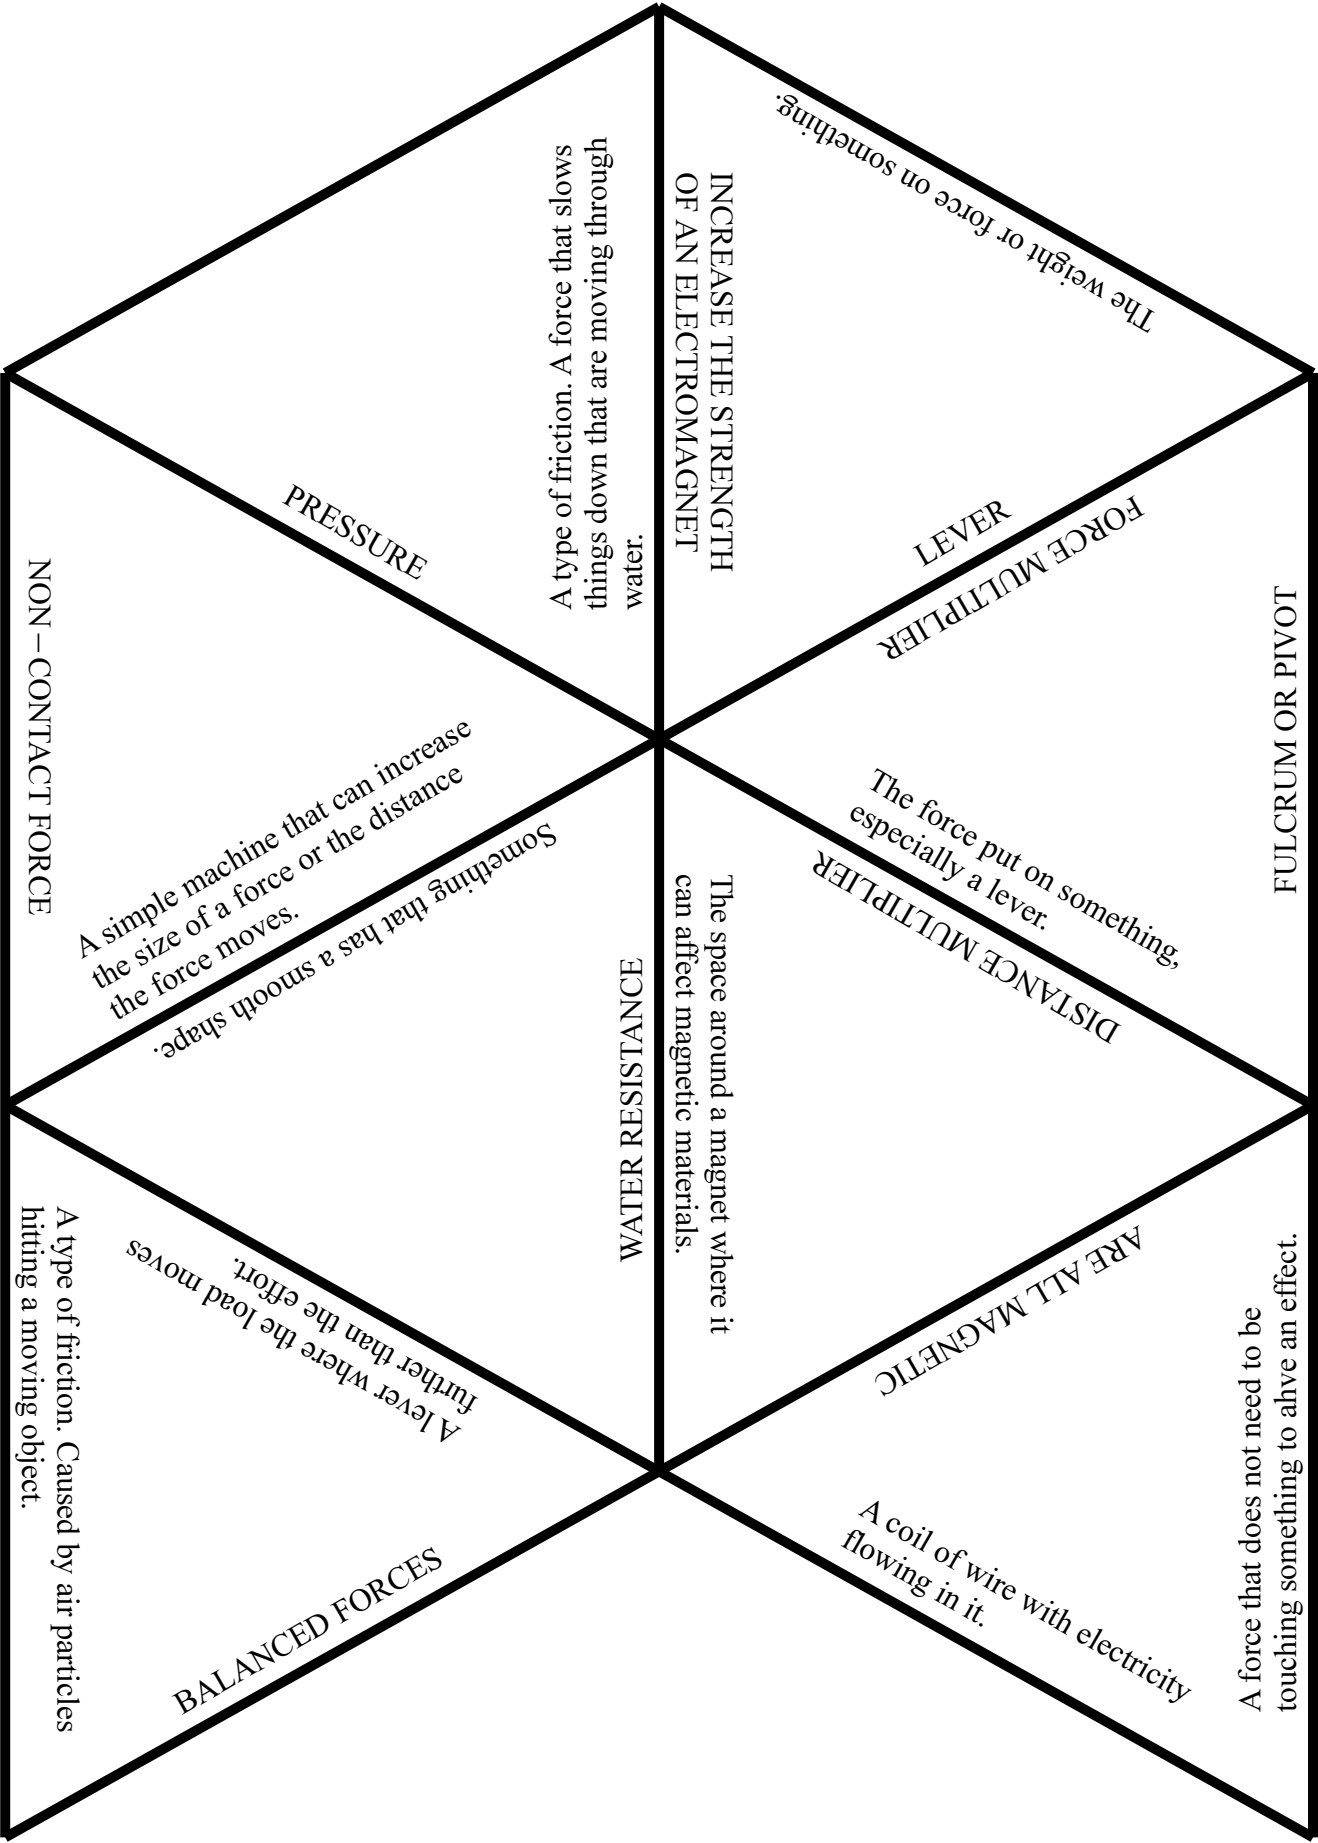 The weight or force on something.
A type of friction. A force that slows
things down that are moving through
water.
INCREASE THE STRENGTH
OF AN ELECTROMAGNET
PRESSURE
LEVER
FORCE MULTIPLIER
NON–CONTACT FORCE
FULCRUM OR PIVOT
A simple machine that can increase
the size of a force or the distance
the force moves.
The force put on something,
especially a lever.
Something that has a smooth shape.
DISTANCE MULTIPLIER
WATER RESISTANCE
The space around a magnet where it
can affect magnetic materials.
A type of friction. Caused by air particles
hitting a moving object.
A lever where the load moves
further than the effort.
ARE ALL MAGNETIC
A force that does not need to be
touching something to ahve an effect.
BALANCED FORCES
A coil of wire with electricity
flowing in it.